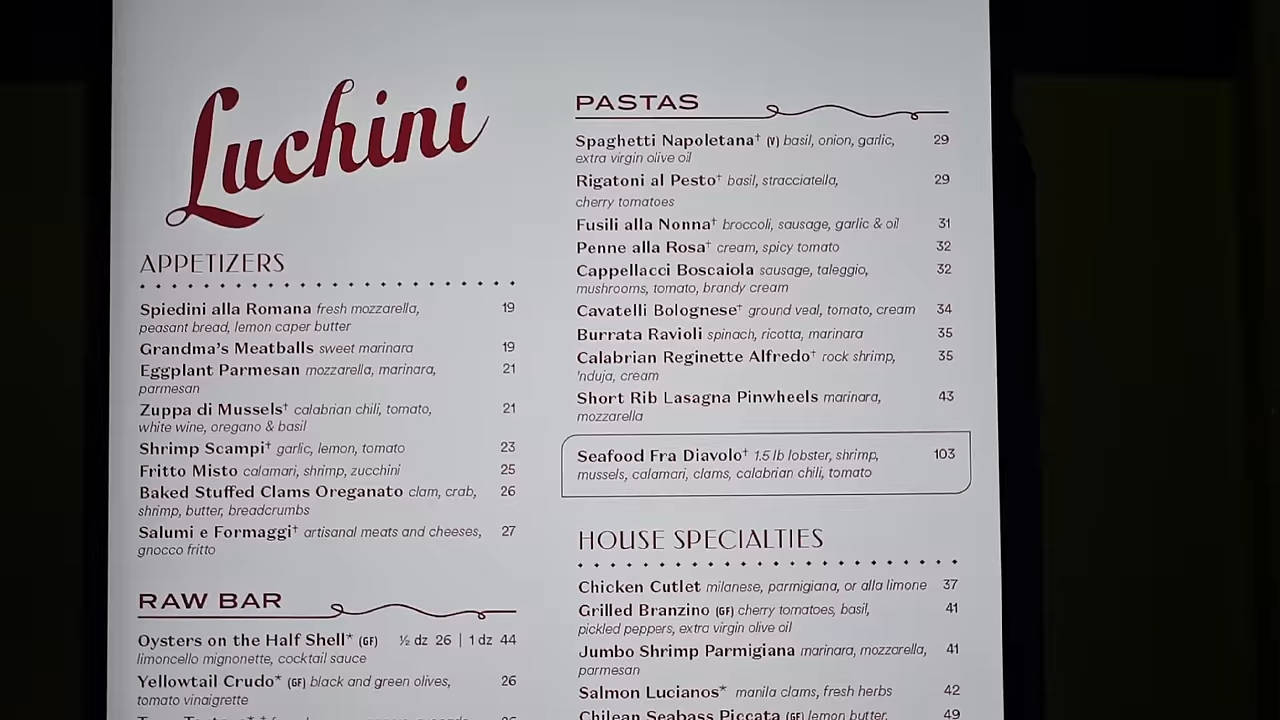 Luchini
APPETIZERS
Spiedini alla Romana fresh mozzarella, 19
peasant bread, lemon caper butter
Grandma's Meatballs sweet marinara 19
Eggplant Parmesan mozzarella, marinara, 21
parmesan
Zuppa di Mussels† calabrian chili, tomato, 21
white wine, oregano & basil
Shrimp Scampi† garlic, lemon, tomato 23
Fritto Misto calamari, shrimp, zucchini 25
Baked Stuffed Clams Oreganato clam, crab, 26
shrimp, butter, breadcrumbs
Salumi e Formaggi† artisanal meats and cheeses, 27
gnocco fritto
RAW BAR
Oysters on the Half Shell* (GF) ½ dz 26 | 1 dz 44
limoncello mignonette, cocktail sauce
Yellowtail Crudo* (GF) black and green olives, 26
tomato vinaigrette
PASTAS
Spaghetti Napoletana† (V) basil, onion, garlic, 29
extra virgin olive oil
Rigatoni al Pesto† basil, stracciatella, 29
cherry tomatoes
Fusili alla Nonna† broccoli, sausage, garlic & oil 31
Penne alla Rosa† cream, spicy tomato 32
Cappellacci Boscaiola sausage, taleggio, 32
mushrooms, tomato, brandy cream
Cavatelli Bolognese† ground veal, tomato, cream 34
Burrata Ravioli spinach, ricotta, marinara 35
Calabrian Reginette Alfredo† rock shrimp, 35
'nduja, cream
Short Rib Lasagna Pinwheels marinara, 43
mozzarella
Seafood Fra Diavolo† 1.5 lb lobster, shrimp, 103
mussels, calamari, clams, calabrian chili, tomato
HOUSE SPECIALTIES
Chicken Cutlet milanese, parmigiana, or alla limone 37
Grilled Branzino (GF) cherry tomatoes, basil, 41
pickled peppers, extra virgin olive oil
Jumbo Shrimp Parmigiana marinara, mozzarella, 41
parmesan
Salmon Lucianos* manila clams, fresh herbs 42
Chilean Seabass Piccata (GF) lemon butter, 49